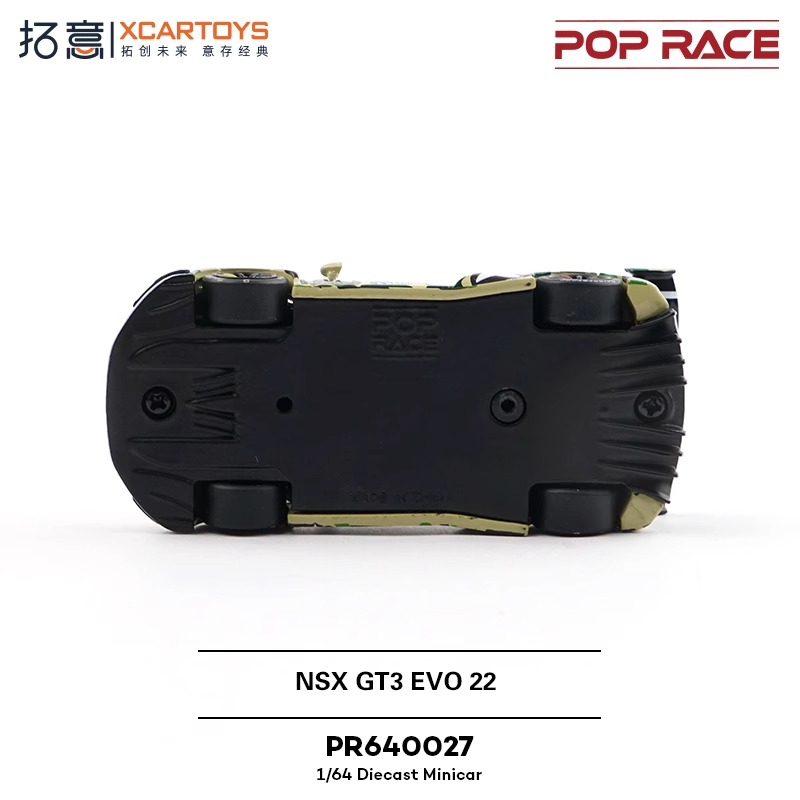 拓意
XCARTOYS
拓创未来 意存经典
POP RACE
POP
RACE
MADE IN CHINA
NSX GT3 EVO 22
PR640027
1/64 Diecast Minicar